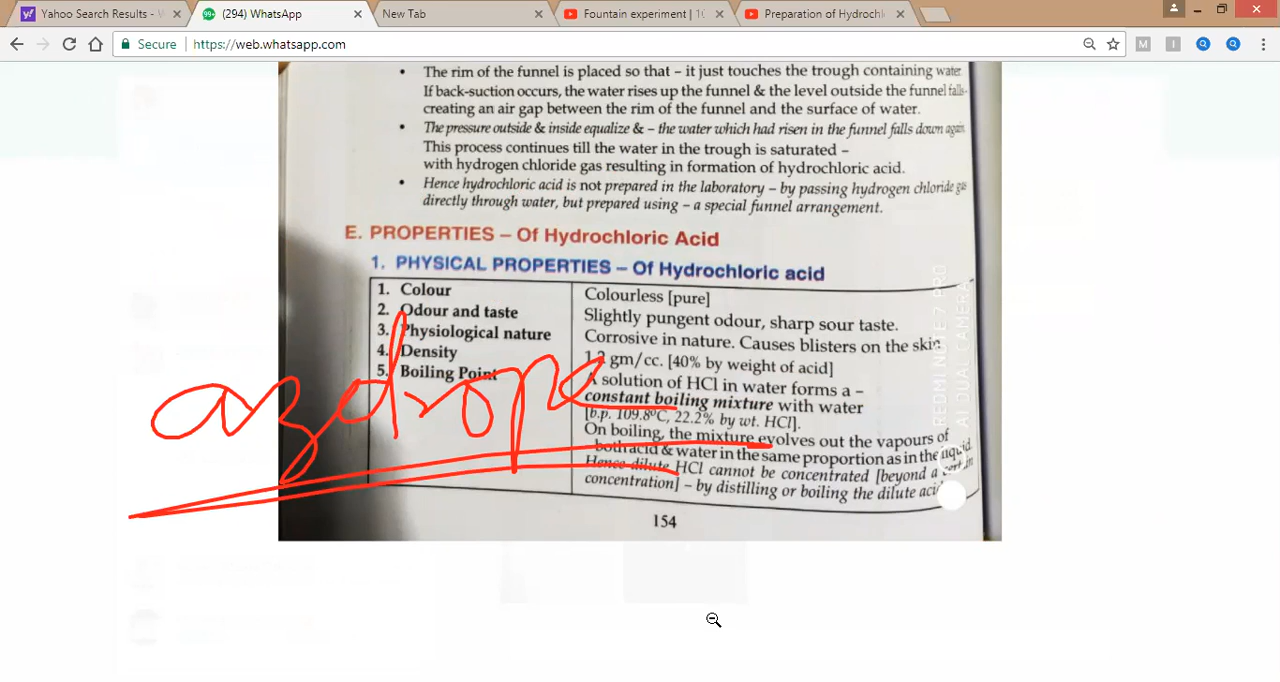 Yahoo Search Results - 
(294) WhatsApp
New Tab
Fountain experiment | 10
Preparation of Hydrochl
Secure
https://web.whatsapp.com
• The rim of the funnel is placed so that – it just touches the trough containing water
If back-suction occurs, the water rises up the funnel & the level outside the funnel falls-
creating an air gap between the rim of the funnel and the surface of water.
• The pressure outside & inside equalize & – the water which had risen in the funnel falls down again
This process continues till the water in the trough is saturated –
with hydrogen chloride gas resulting in formation of hydrochloric acid.
• Hence hydrochloric acid is not prepared in the laboratory – by passing hydrogen chloride gas
directly through water, but prepared using – a special funnel arrangement.
E. PROPERTIES – Of Hydrochloric Acid
1. PHYSICAL PROPERTIES – Of Hydrochloric acid
1. Colour
Colourless [pure]
2. Odour and taste
Slightly pungent odour, sharp sour taste.
3. Physiological nature
Corrosive in nature. Causes blisters on the skin
4. Density
1.2 gm/cc. [40% by weight of acid]
5. Boiling Point
A solution of HCl in water forms a –
constant boiling mixture with water
[b.p. 109.8°C, 22.2% by wt. HCl].
On boiling, the mixture evolves out the vapours of
both acid & water in the same proportion as in the liquid.
Hence dilute HCl cannot be concentrated [beyond a certain
concentration] – by distilling or boiling the dilute acid
azotrope
154
REDMI NOTE 7 PRO
AI DUAL CAMERA